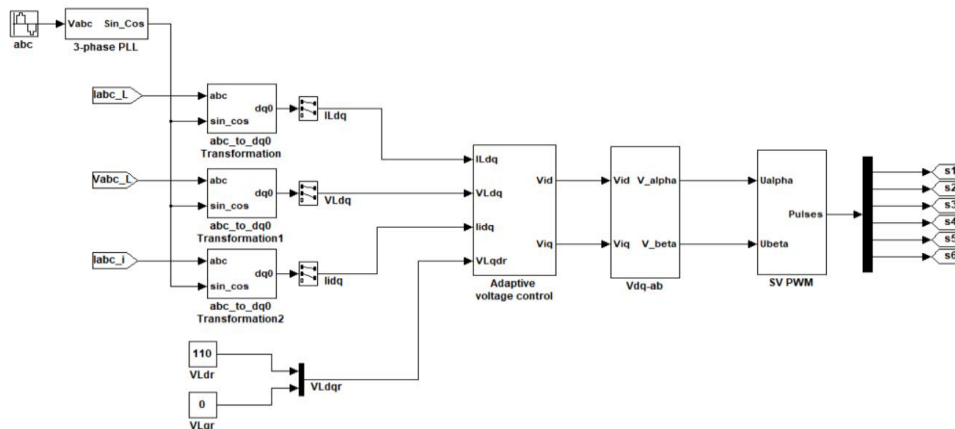 Vabc Sin_Cos
abc
3-phase PLL
Iabc_L
abc
dq0
sin_cos
ILdq
abc_to_dq0
Transformation
Vabc_L
abc
dq0
sin_cos
VLdq
abc_to_dq0
Transformation1
Iabc_i
abc
dq0
sin_cos
Iidq
abc_to_dq0
Transformation2
110
VLdr
0
VLqr
VLdqr
ILdq
VLdq
Iidq
VLqdr
Vid
Viq
Adaptive
voltage control
Vid V_alpha
Viq V_beta
Vdq-ab
Ualpha
Pulses
Ubeta
SV PWM
s1
s2
s3
s4
s5
s6